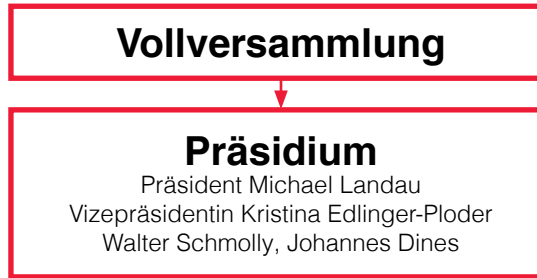 Vollversammlung
Präsidium
Präsident Michael Landau
Vizepräsidentin Kristina Edlinger-Ploder
Walter Schmolly, Johannes Dines